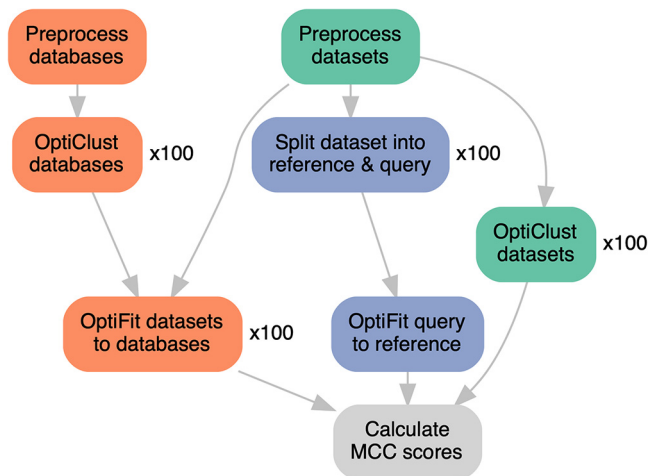 Preprocess
databases
Preprocess
datasets
OptiClust
databases
x100
Split dataset into
reference & query
x100
OptiClust
datasets
x100
OptiFit datasets
to databases
x100
OptiFit query
to reference
Calculate
MCC scores